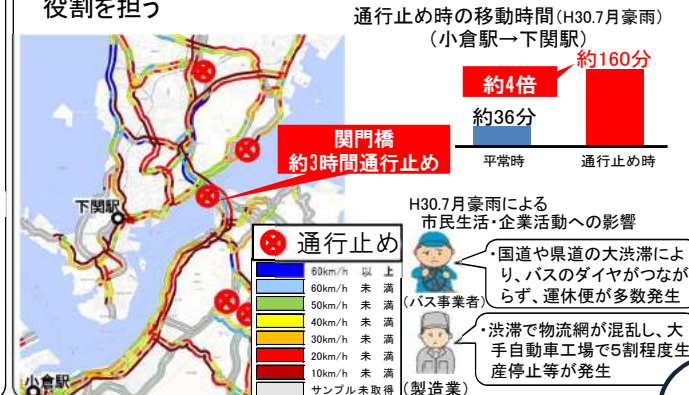 役割を担う
通行止め時の移動時間(H30.7月豪雨)
(小倉駅→下関駅)
約160分
約4倍
約36分
平常時
通行止め時
関門橋
約3時間通行止め
下関駅
小倉駅
通行止め
60km/h 以上
60km/h 未満
50km/h 未満
40km/h 未満
30km/h 未満
20km/h 未満
10km/h 未満
サンプル未取得
H30.7月豪雨による
市民生活・企業活動への影響
(バス事業者)
・国道や県道の大渋滞によ
り、バスのダイヤがつなが
らず、運休便が多数発生
(製造業)
・渋滞で物流網が混乱し、大
手自動車工場で5割程度生
産停止等が発生